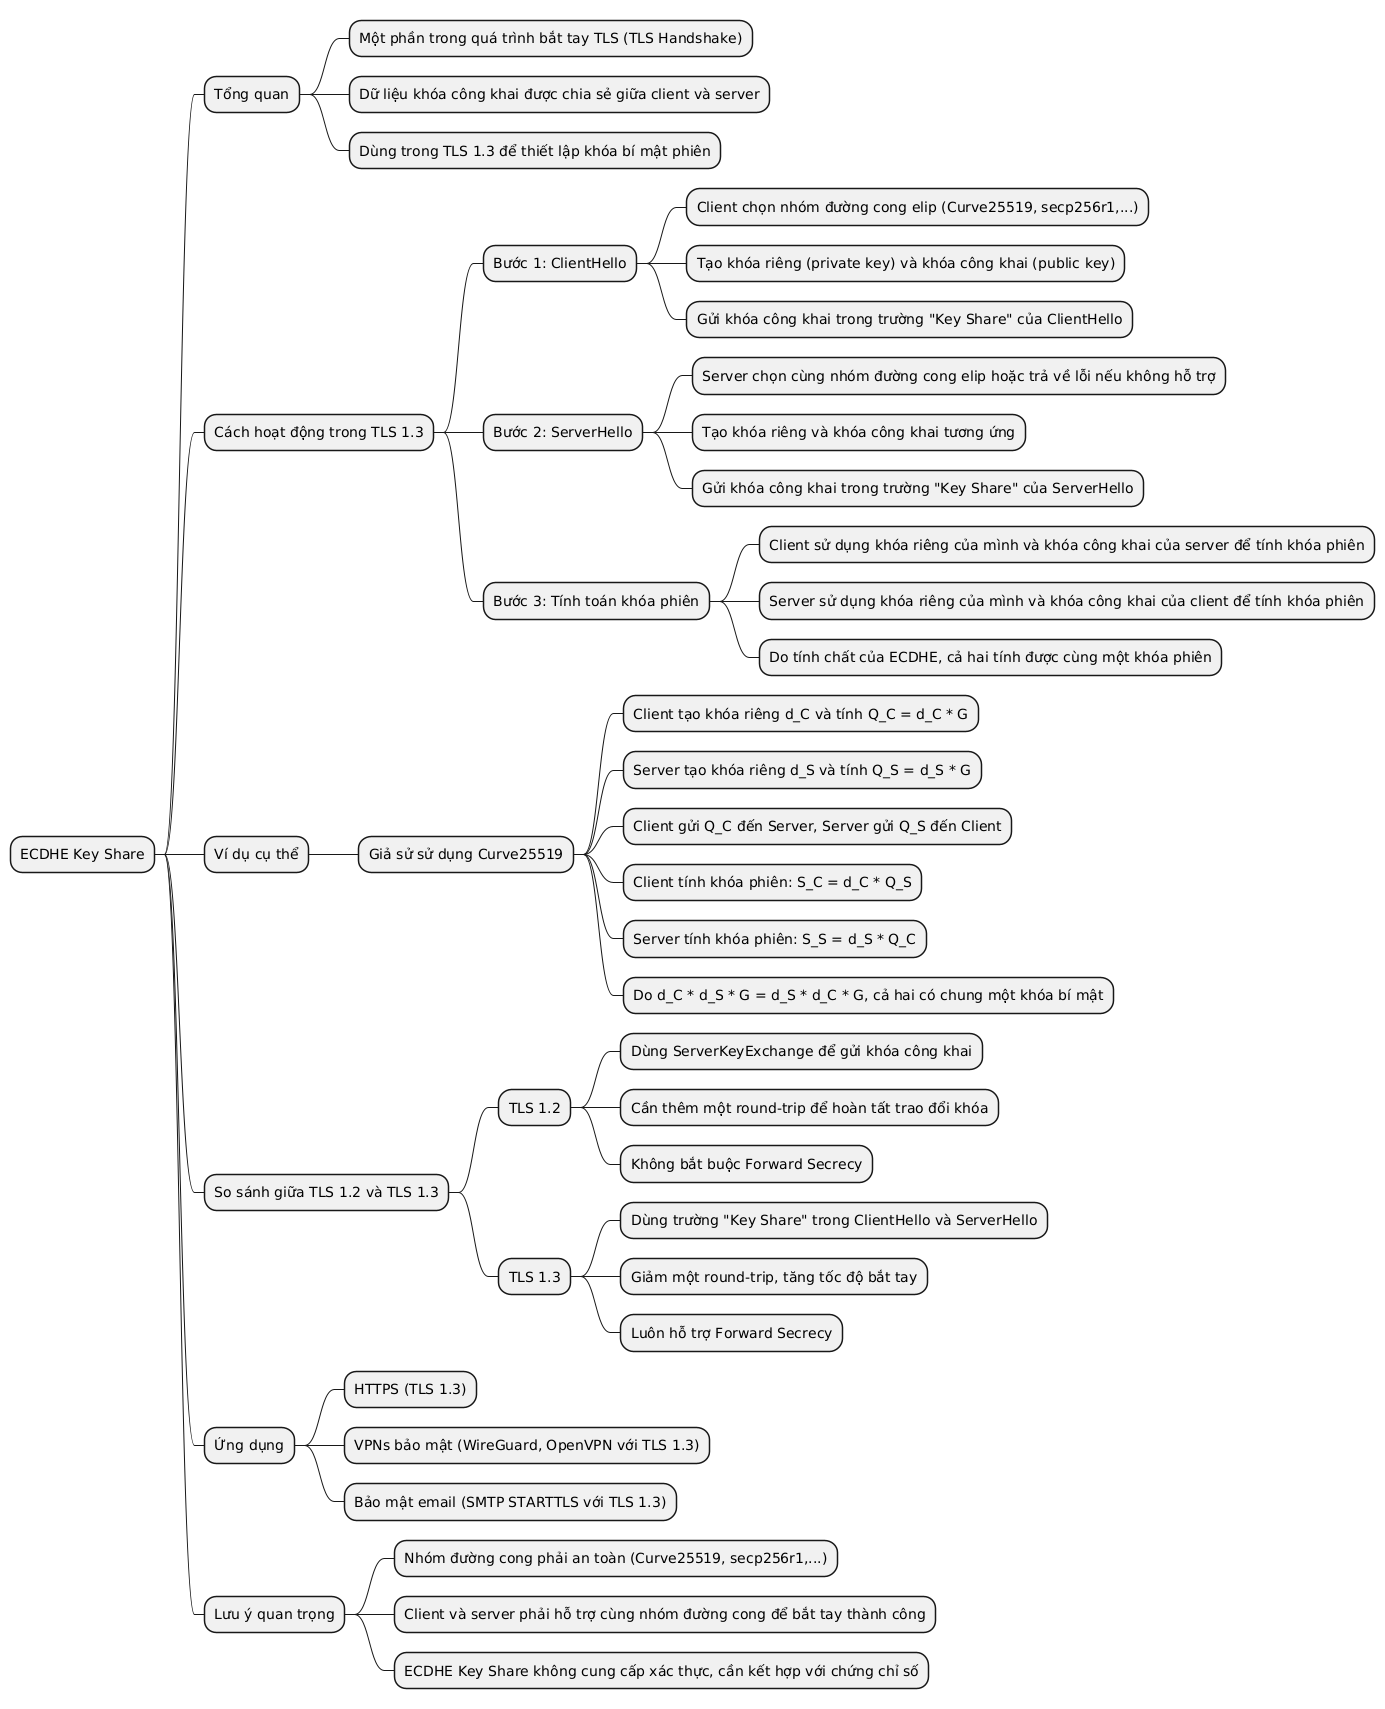 ECDHE Key Share
Tổng quan
Một phần trong quá trình bắt tay TLS (TLS Handshake)
Dữ liệu khóa công khai được chia sẻ giữa client và server
Dùng trong TLS 1.3 để thiết lập khóa bí mật phiên
Cách hoạt động trong TLS 1.3
Bước 1: ClientHello
Client chọn nhóm đường cong elip (Curve25519, secp256r1,...)
Tạo khóa riêng (private key) và khóa công khai (public key)
Gửi khóa công khai trong trường "Key Share" của ClientHello
Bước 2: ServerHello
Server chọn cùng nhóm đường cong elip hoặc trả về lỗi nếu không hỗ trợ
Tạo khóa riêng và khóa công khai tương ứng
Gửi khóa công khai trong trường "Key Share" của ServerHello
Bước 3: Tính toán khóa phiên
Client sử dụng khóa riêng của mình và khóa công khai của server để tính khóa phiên
Server sử dụng khóa riêng của mình và khóa công khai của client để tính khóa phiên
Do tính chất của ECDHE, cả hai tính được cùng một khóa phiên
Ví dụ cụ thể
Giả sử sử dụng Curve25519
Client tạo khóa riêng d_C và tính Q_C = d_C * G
Server tạo khóa riêng d_S và tính Q_S = d_S * G
Client gửi Q_C đến Server, Server gửi Q_S đến Client
Client tính khóa phiên: S_C = d_C * Q_S
Server tính khóa phiên: S_S = d_S * Q_C
Do d_C * d_S * G = d_S * d_C * G, cả hai có chung một khóa bí mật
So sánh giữa TLS 1.2 và TLS 1.3
TLS 1.2
Dùng ServerKeyExchange để gửi khóa công khai
Cần thêm một round-trip để hoàn tất trao đổi khóa
Không bắt buộc Forward Secrecy
TLS 1.3
Dùng trường "Key Share" trong ClientHello và ServerHello
Giảm một round-trip, tăng tốc độ bắt tay
Luôn hỗ trợ Forward Secrecy
Ứng dụng
HTTPS (TLS 1.3)
VPNs bảo mật (WireGuard, OpenVPN với TLS 1.3)
Bảo mật email (SMTP STARTTLS với TLS 1.3)
Lưu ý quan trọng
Nhóm đường cong phải an toàn (Curve25519, secp256r1,...)
Client và server phải hỗ trợ cùng nhóm đường cong để bắt tay thành công
ECDHE Key Share không cung cấp xác thực, cần kết hợp với chứng chỉ số